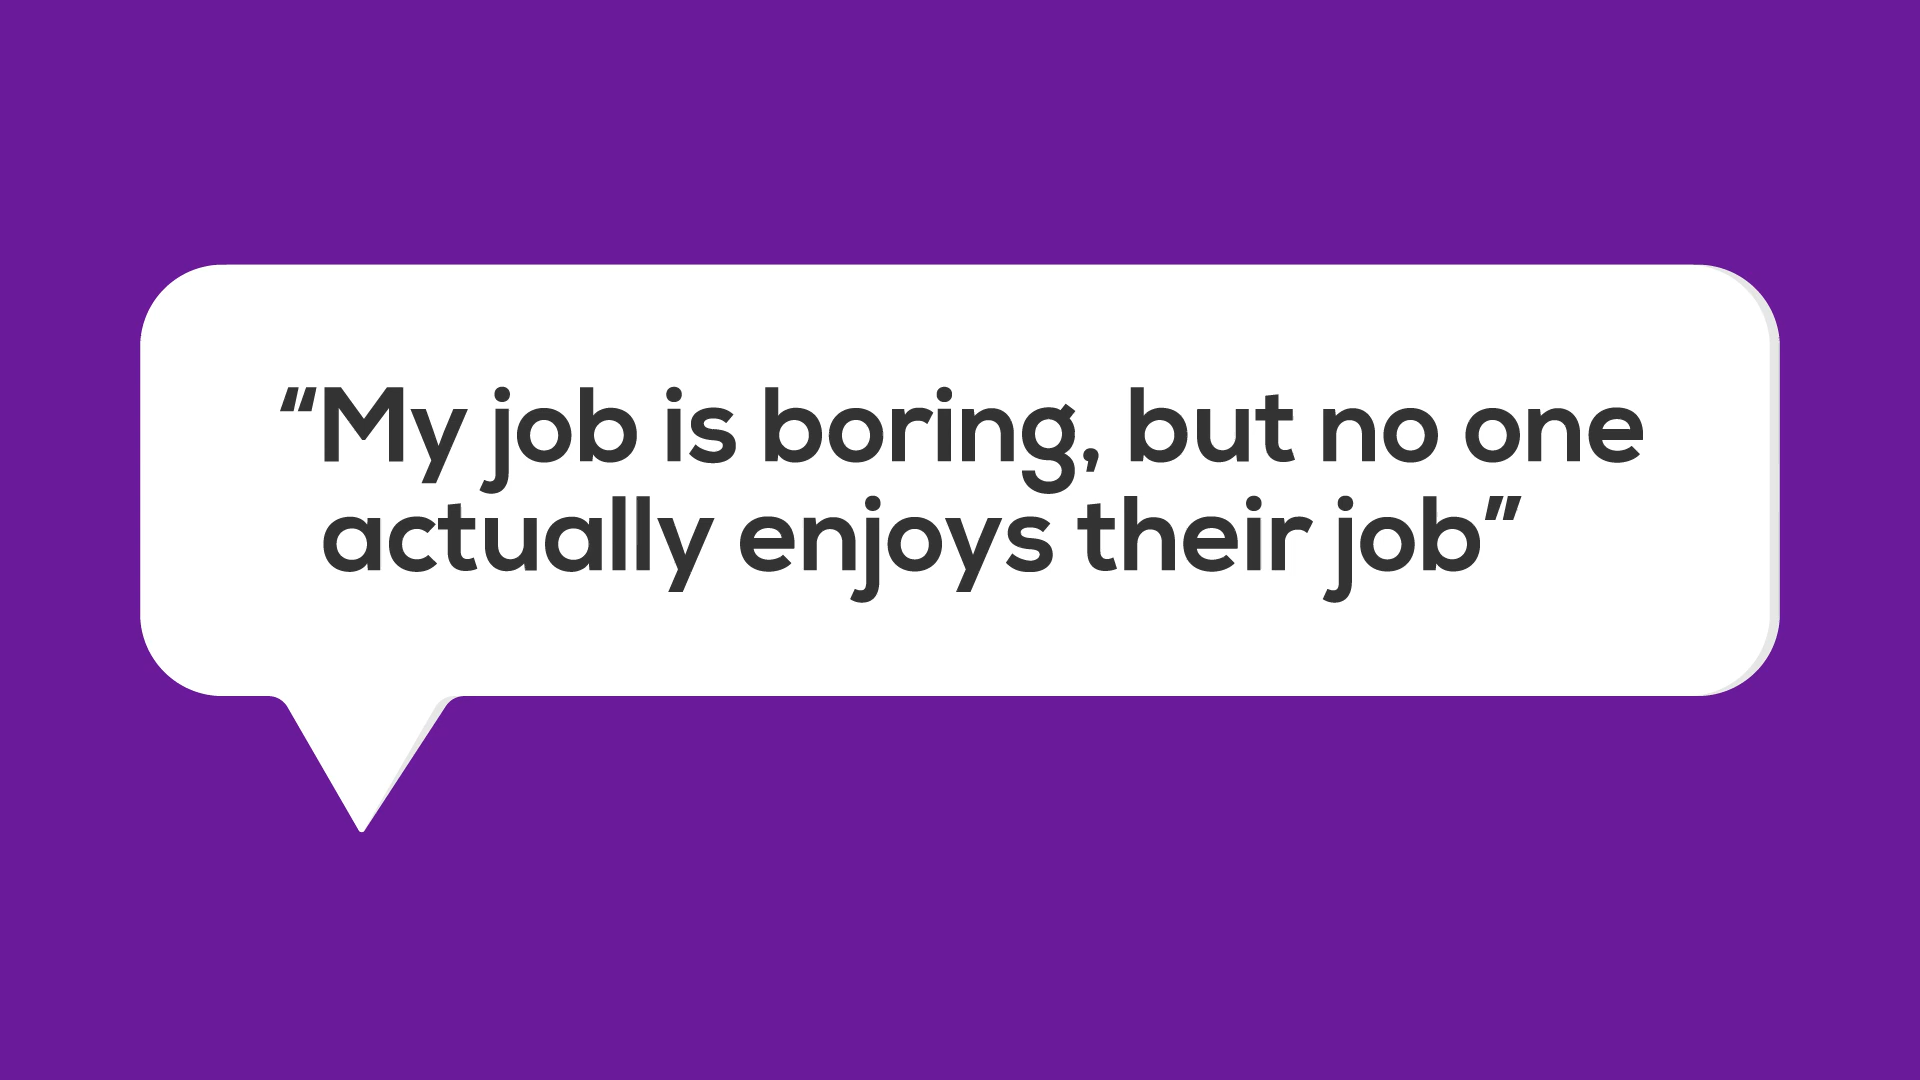 “My job is boring, but no one
actually enjoys their job”